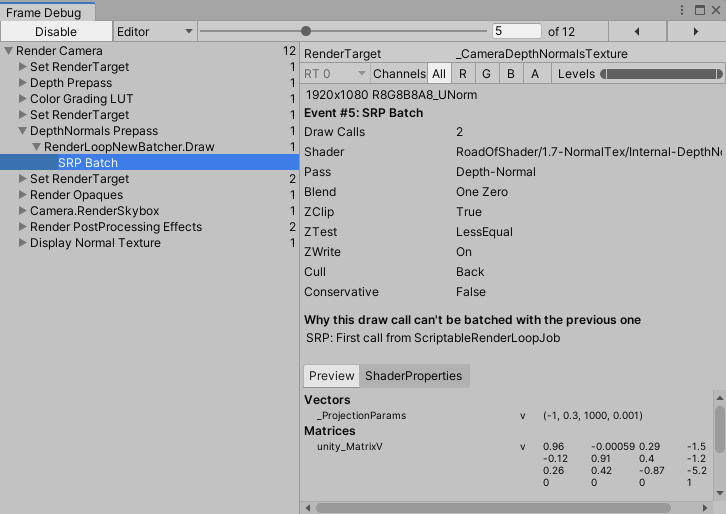 Frame Debug
Disable Editor 5 of 12
Render Camera 12
Set RenderTarget 1
Depth Prepass 1
Color Grading LUT 1
Set RenderTarget 1
DepthNormals Prepass 1
RenderLoopNewBatcher.Draw 1
SRP Batch
Set RenderTarget 2
Render Opaques 1
Camera.RenderSkybox 1
Render PostProcessing Effects 2
Display Normal Texture 1
RenderTarget _CameraDepthNormalsTexture
RT 0 Channels All R G B A Levels
1920x1080 R8G8B8A8_UNorm
Event #5: SRP Batch
Draw Calls 2
Shader RoadOfShader/1.7-NormalTex/Internal-DepthNo
Pass Depth-Normal
Blend One Zero
ZClip True
ZTest LessEqual
ZWrite On
Cull Back
Conservative False
Why this draw call can't be batched with the previous one
SRP: First call from ScriptableRenderLoopJob
Preview ShaderProperties
Vectors
_ProjectionParams v (-1, 0.3, 1000, 0.001)
Matrices
unity_MatrixV v 0.96 -0.00059 0.29 -1.5
-0.12 0.91 0.4 -1.2
0.26 0.42 -0.87 -5.2
0 0 0 1